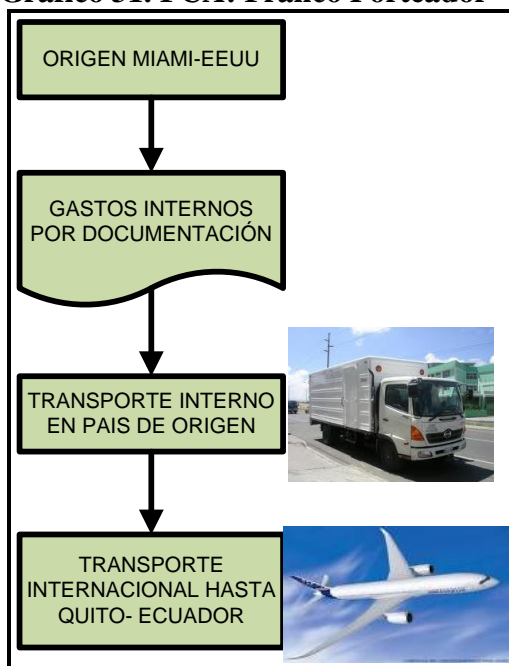 Gráfico 31: FCA: Franco Porteador
ORIGEN MIAMI-EEUU
GASTOS INTERNOS
POR DOCUMENTACIÓN
TRANSPORTE INTERNO
EN PAIS DE ORIGEN
TRANSPORTE
INTERNACIONAL HASTA
QUITO- ECUADOR